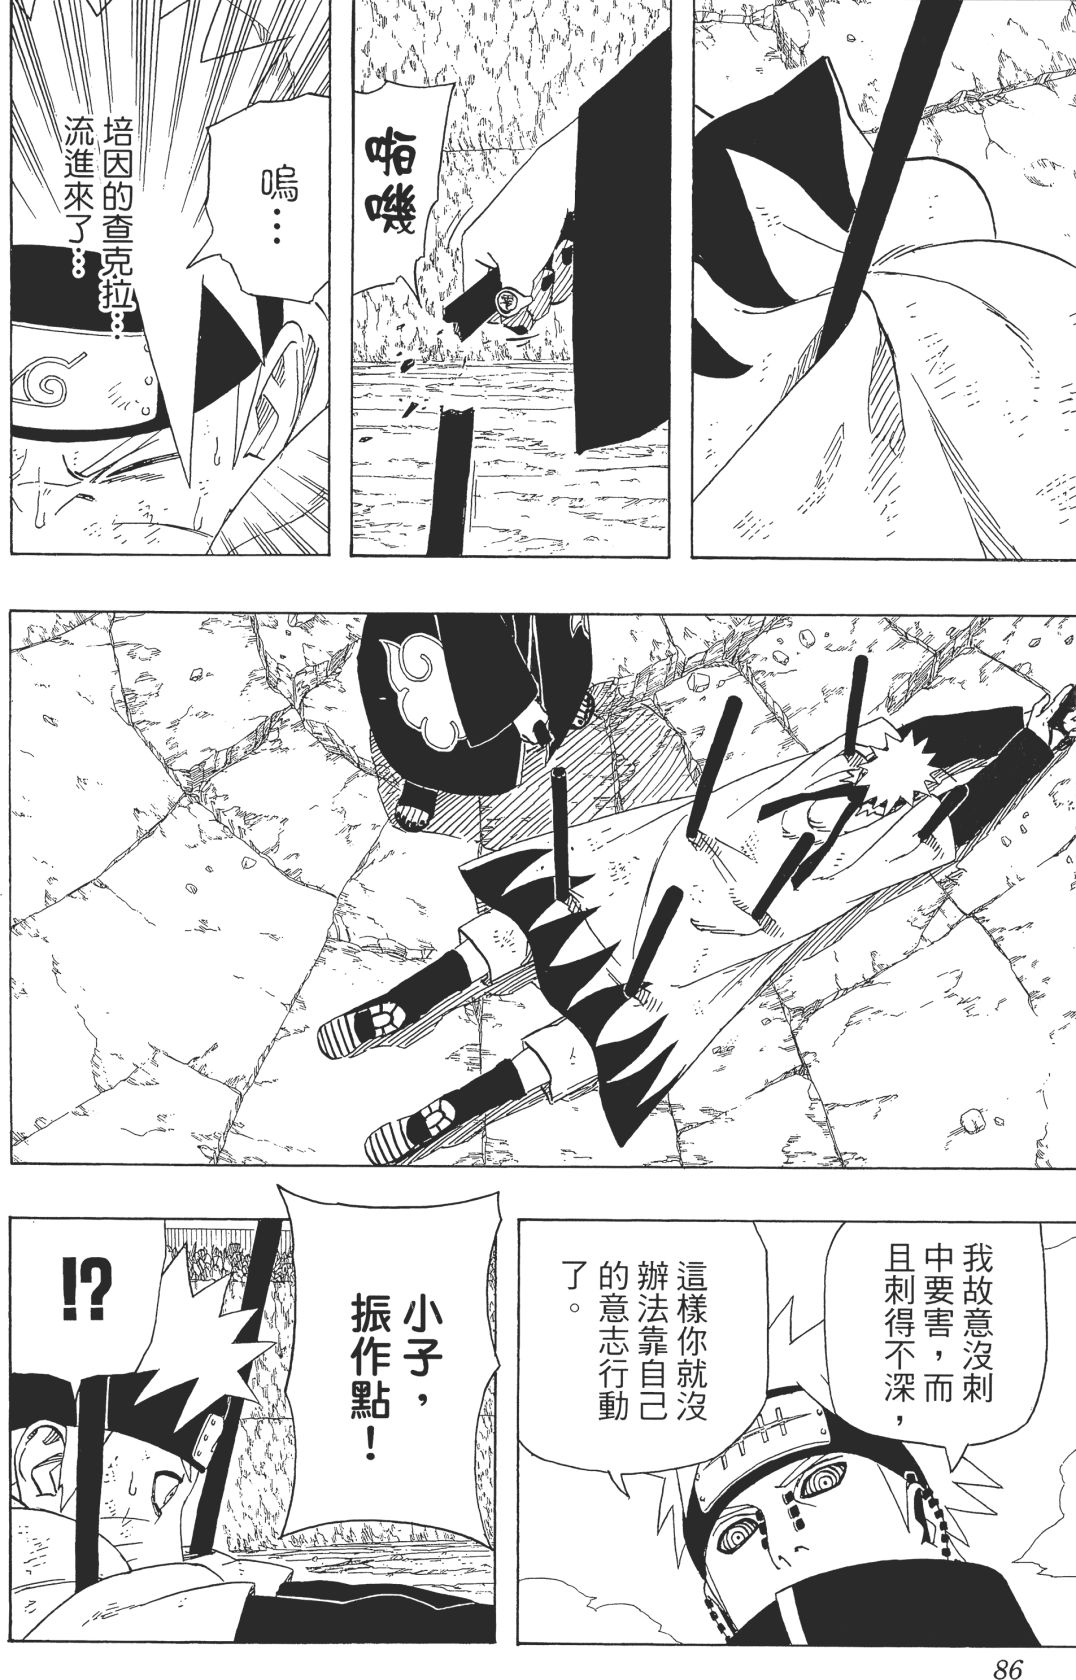 啪嘰
嗚…
培因的查克拉…
流進來了…
我故意沒刺
中要害，而
且刺得不深，
這樣你就沒
辦法靠自己
的意志行動
了。
小子，
振作點！
!?
86